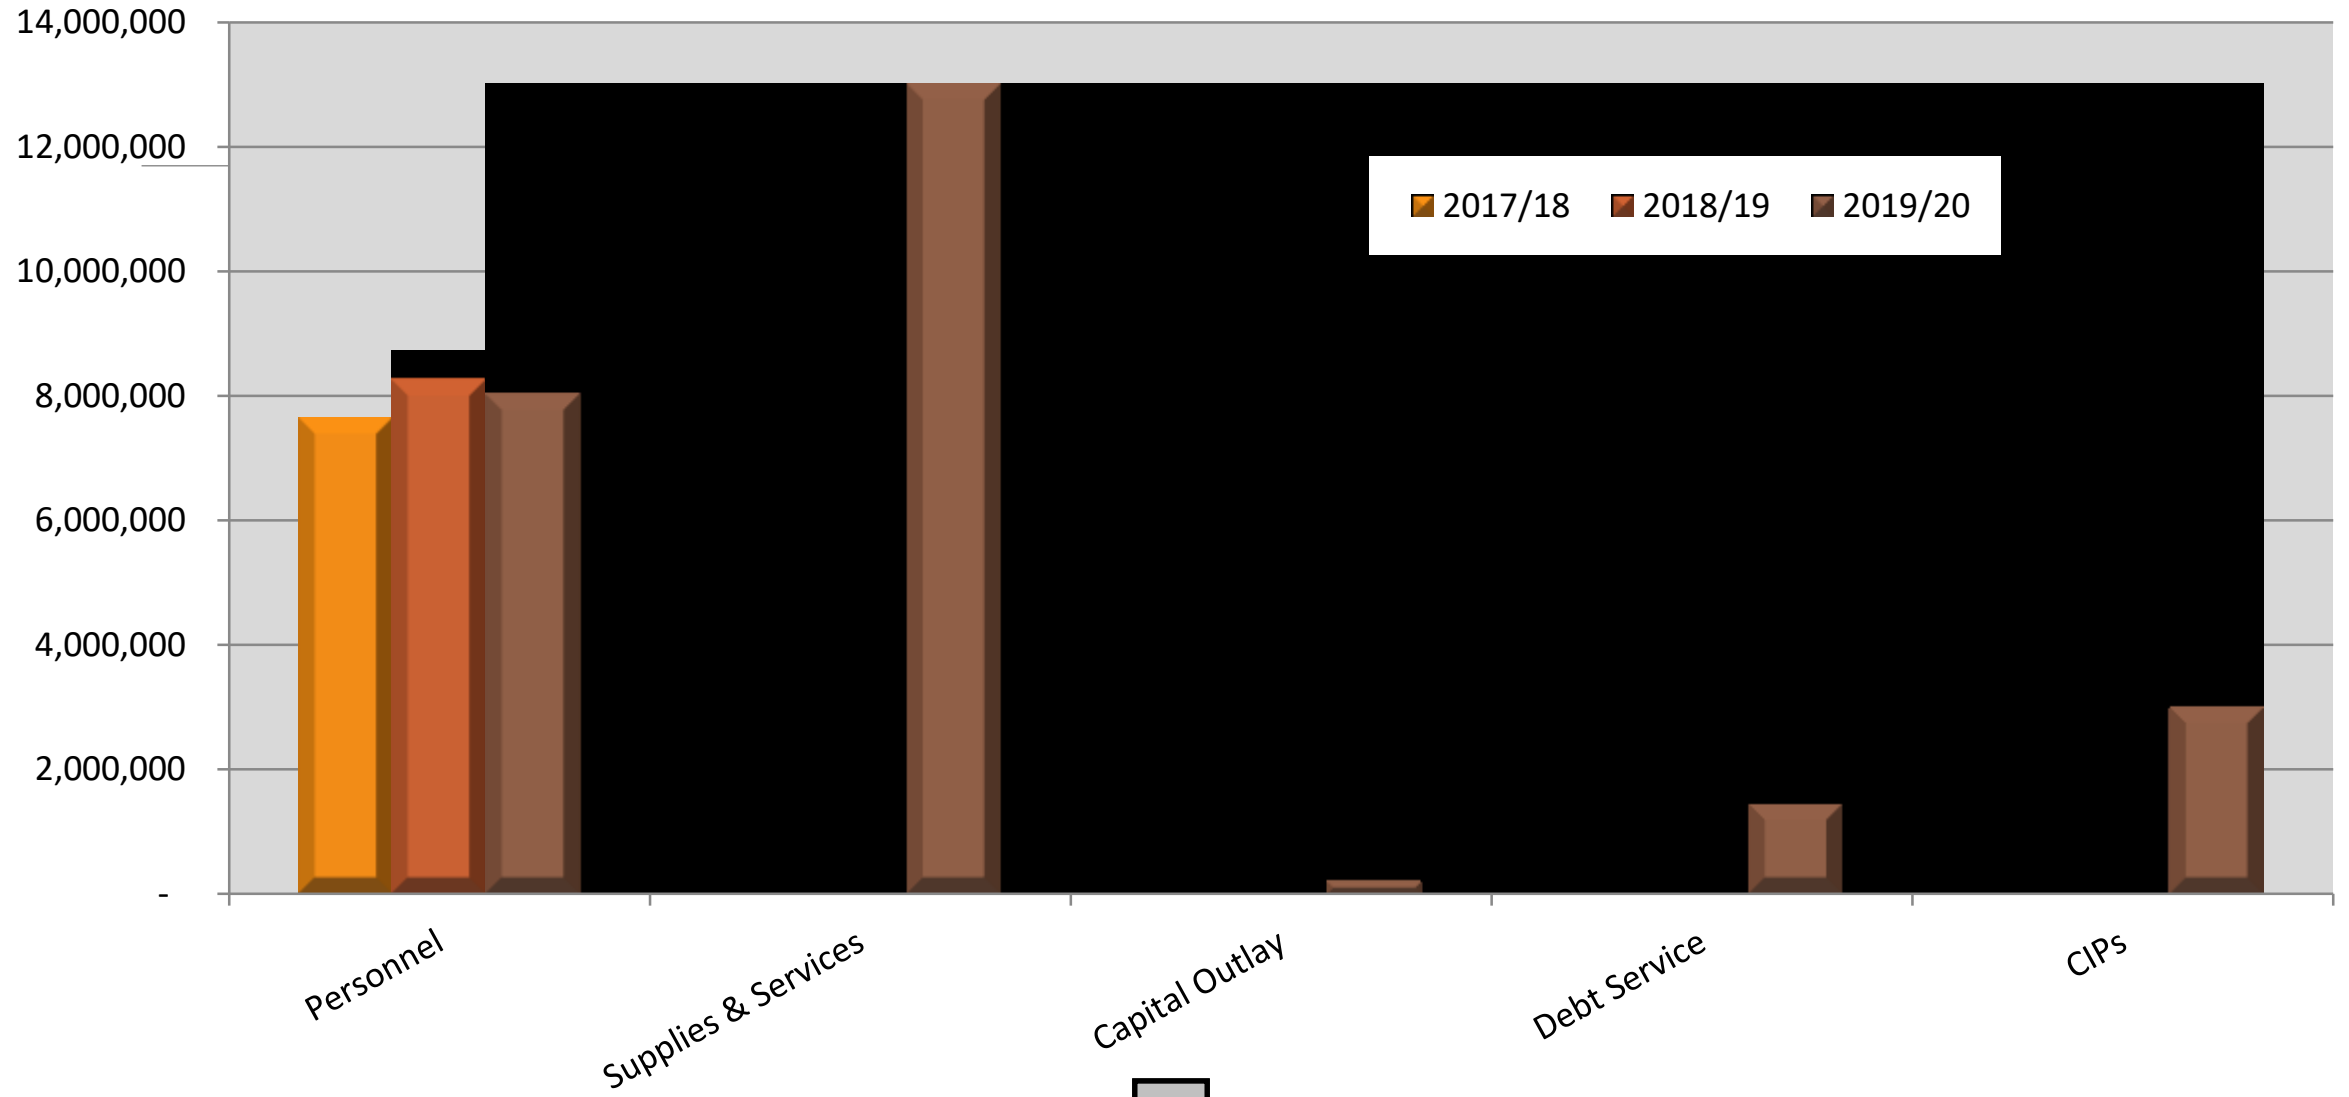 14,000,000
12,000,000
10,000,000
8,000,000
6,000,000
4,000,000
2,000,000
-
2017/18 2018/19 2019/20
Personnel
Supplies & Services
Capital Outlay
Debt Service
CIPs